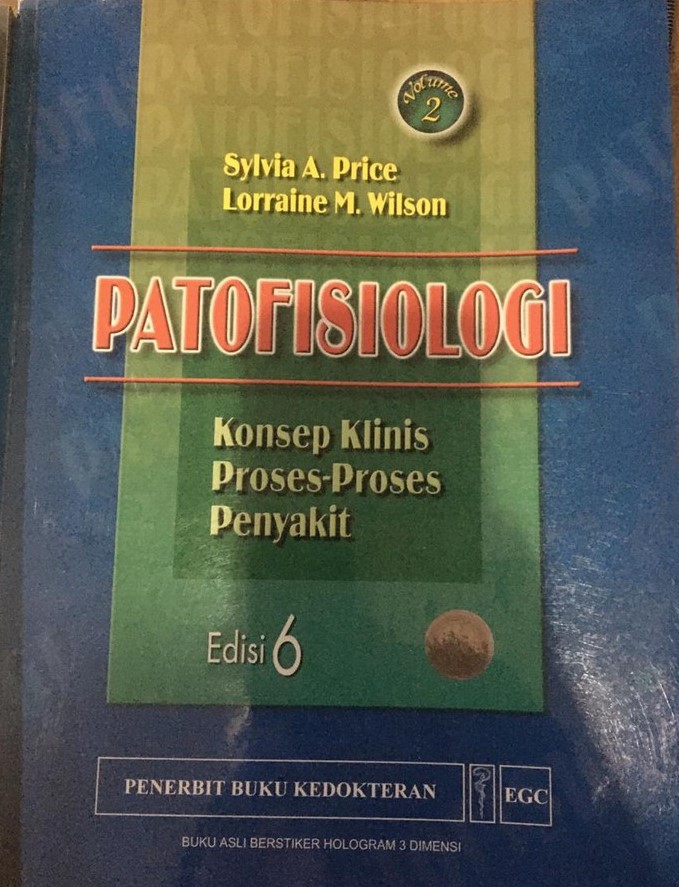 Volume
2
Sylvia A. Price
Lorraine M. Wilson
PATOFISIOLOGI
Konsep Klinis
Proses-Proses
Penyakit
Edisi 6
PENERBIT BUKU KEDOKTERAN
EGC
BUKU ASLI BERSTIKER HOLOGRAM 3 DIMENSI